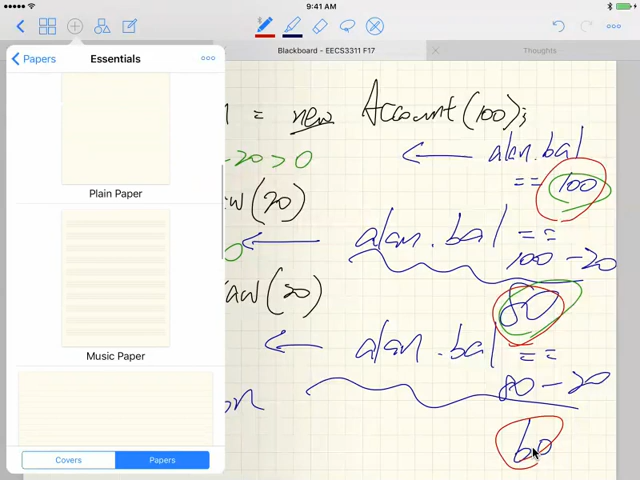 9:41 AM
100%
Blackboard - EECS3311 F17
Thoughts
Papers
Essentials
Plain Paper
Music Paper
Covers
Papers
= new Account(100);
-20 > 0
alan.bal
== 100
(20)
alan.bal ==
100 - 20
80
(20)
alan.bal ==
80 - 20
60